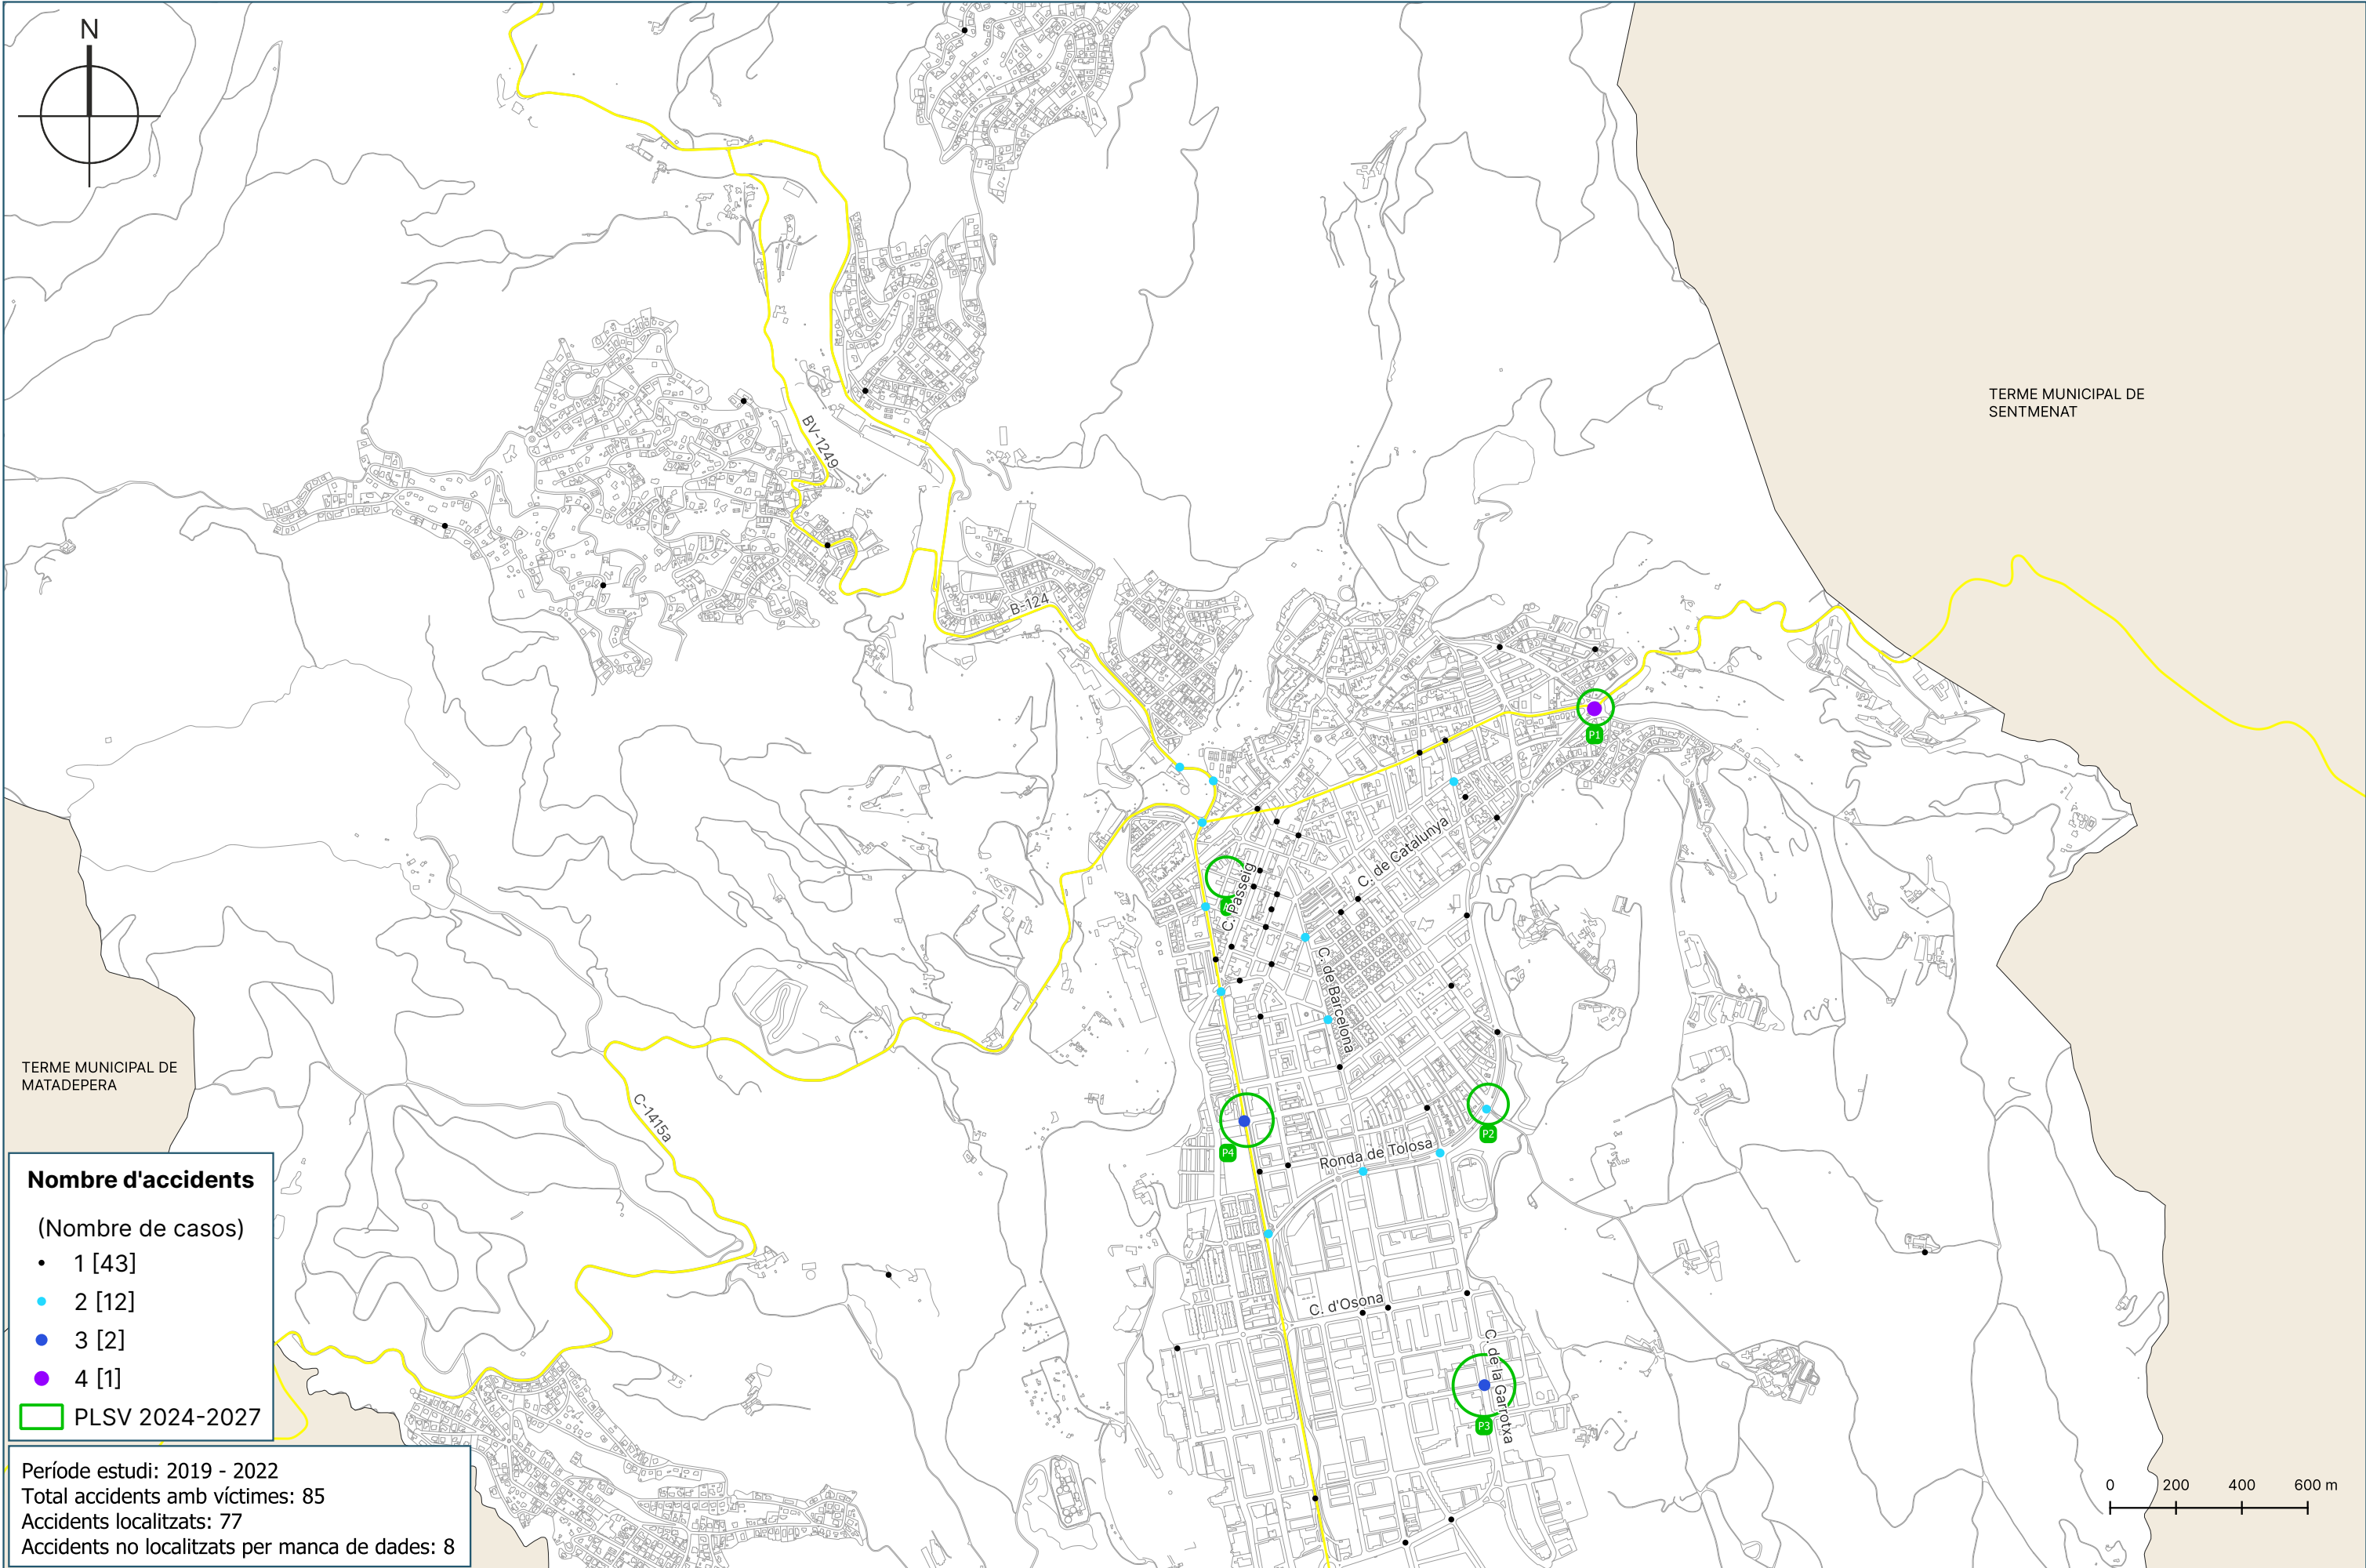 N
TERME MUNICIPAL DE
SENTMENAT
BV-1249
B-124
P1
C. de Catalunya
C. Passeig
C. de Barcelona
TERME MUNICIPAL DE
MATADEPERA
C-1415a
P2
P4
Ronda de Tolosa
C. d'Osona
C. de la Garrotxa
P3
Nombre d'accidents
(Nombre de casos)
1 [43]
2 [12]
3 [2]
4 [1]
PLSV 2024-2027
Període estudi: 2019 - 2022
Total accidents amb víctimes: 85
Accidents localitzats: 77
Accidents no localitzats per manca de dades: 8
0 200 400 600 m